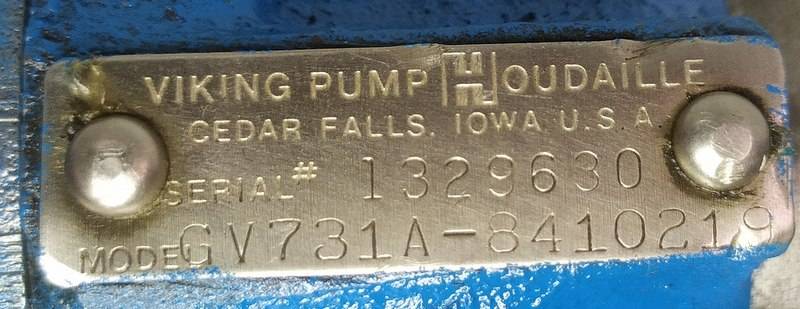 VIKING PUMP HOUDAILLE
CEDAR FALLS, IOWA U.S.A
SERIAL# 1329630
MODEL GV731A-8410219